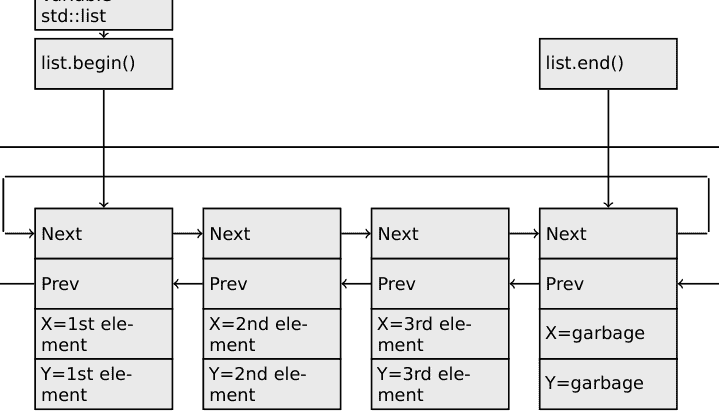 std::list
list.begin()
list.end()
Next
Next
Next
Next
Prev
Prev
Prev
Prev
X=1st ele-
ment
X=2nd ele-
ment
X=3rd ele-
ment
X=garbage
Y=1st ele-
ment
Y=2nd ele-
ment
Y=3rd ele-
ment
Y=garbage